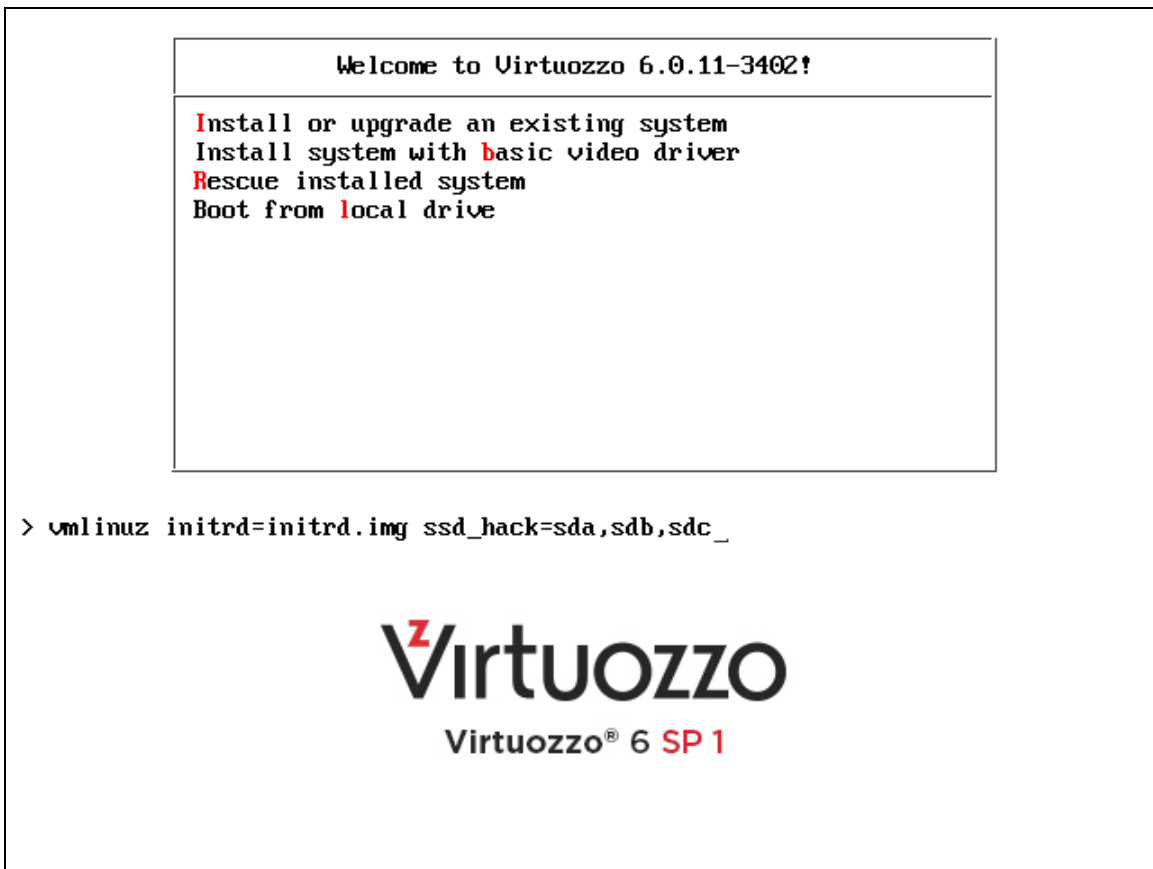 Welcome to Virtuozzo 6.0.11-3402!
Install or upgrade an existing system
Install system with basic video driver
Rescue installed system
Boot from local drive
> vmlinuz initrd=initrd.img ssd_hack=sda,sdb,sdc_
Virtuozzo
Virtuozzo® 6 SP 1